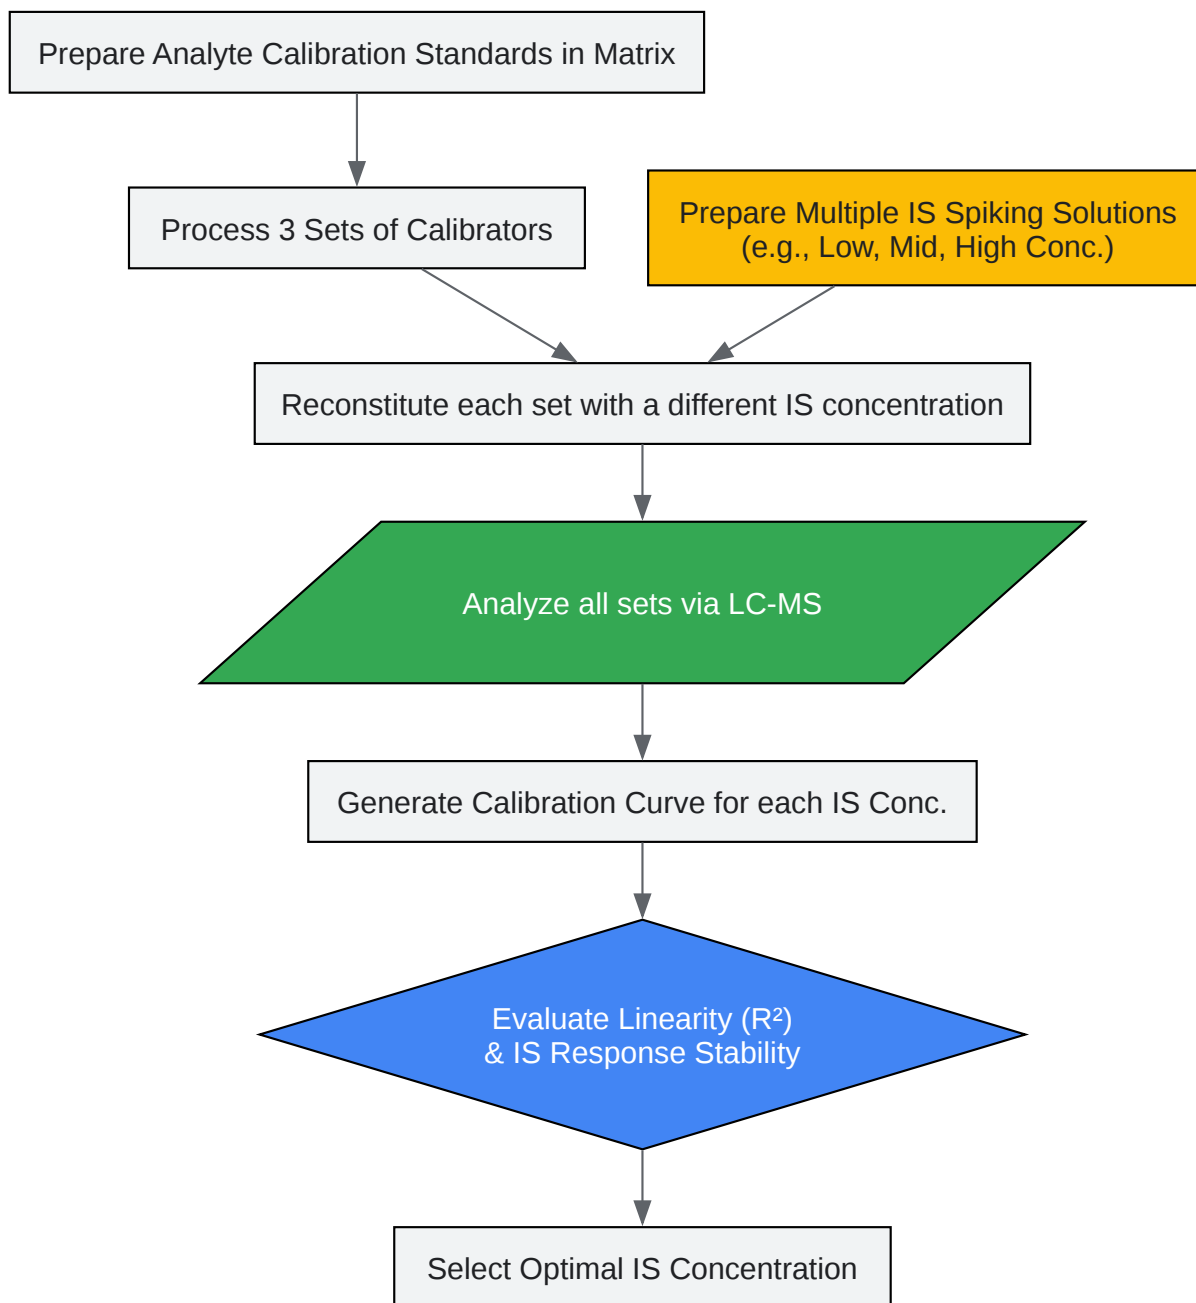 Prepare Analyte Calibration Standards in Matrix
Process 3 Sets of Calibrators
Prepare Multiple IS Spiking Solutions
(e.g., Low, Mid, High Conc.)
Reconstitute each set with a different IS concentration
Analyze all sets via LC-MS
Generate Calibration Curve for each IS Conc.
Evaluate Linearity (R²)
& IS Response Stability
Select Optimal IS Concentration